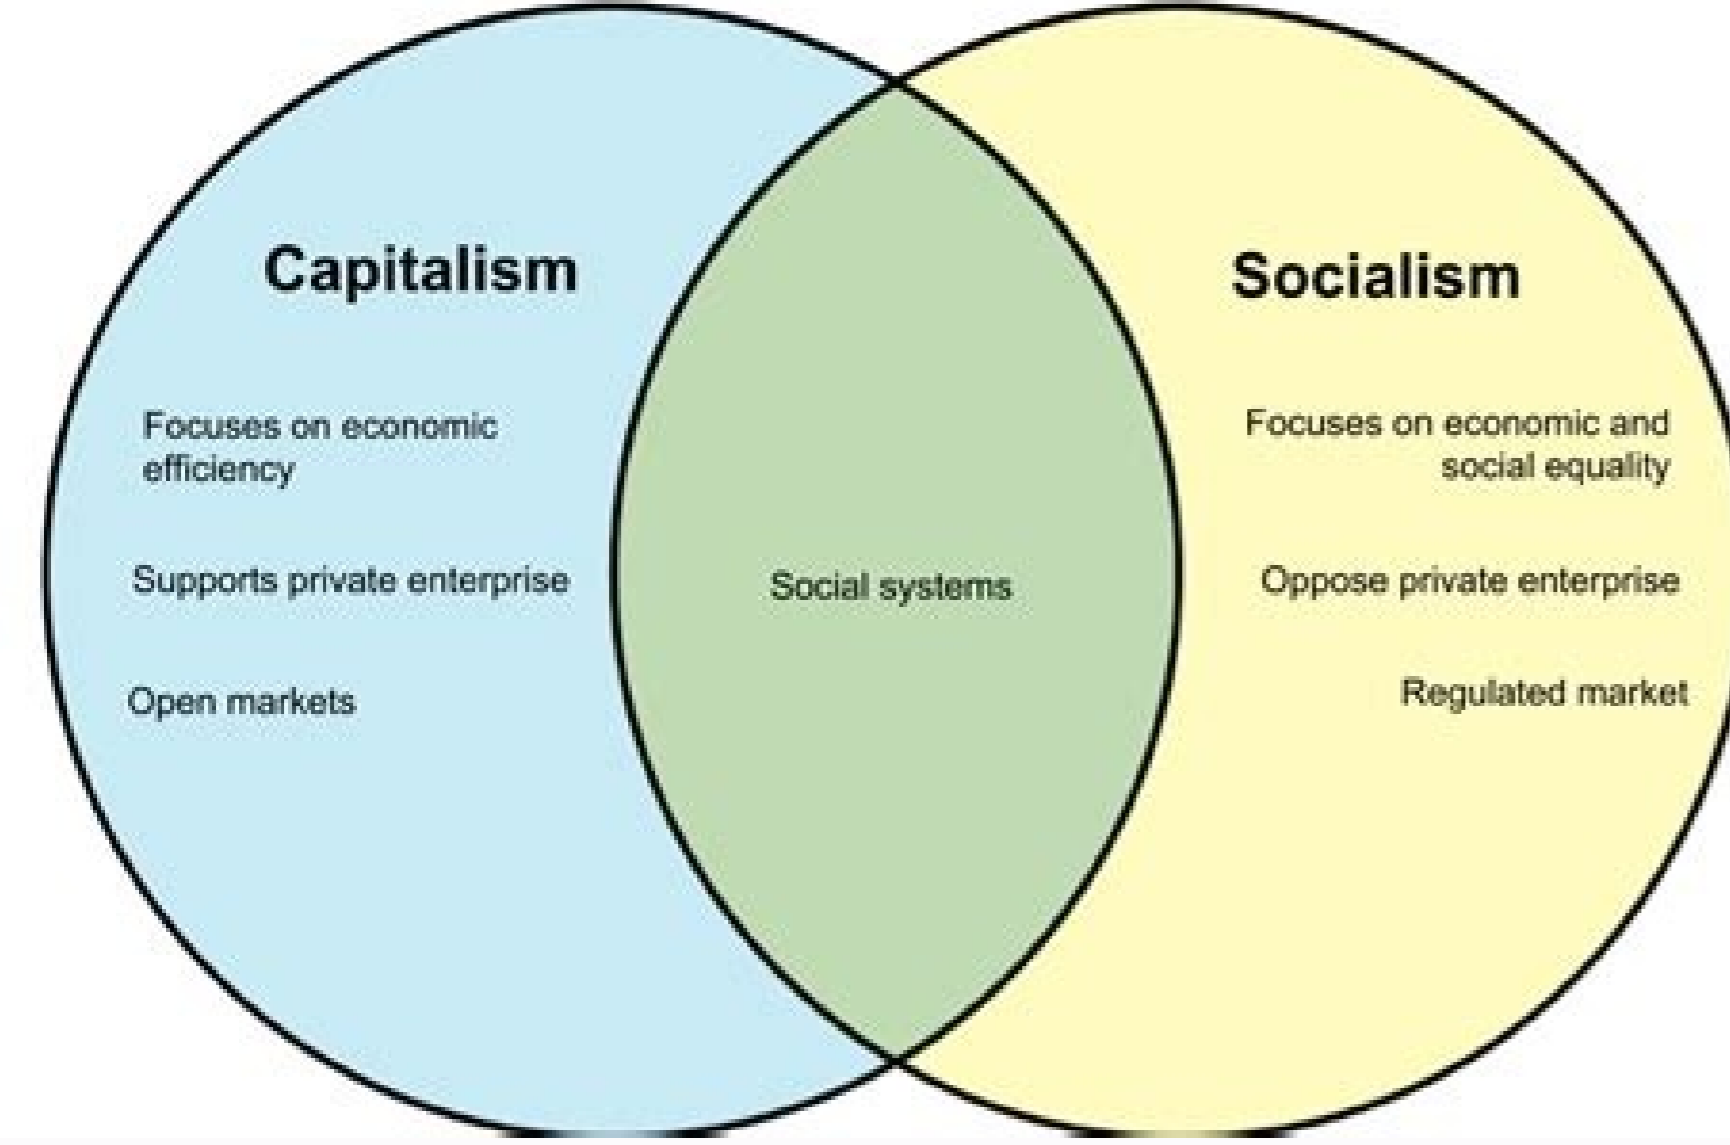 Capitalism
Focuses on economic
efficiency
Supports private enterprise
Open markets
Social systems
Socialism
Focuses on economic and
social equality
Oppose private enterprise
Regulated market